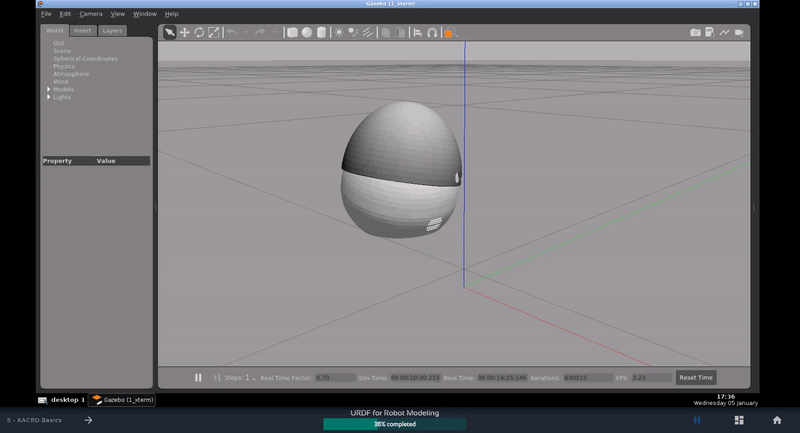 Gazebo (1_xterm)
File Edit Camera View Window Help
World Insert Layers
GUI
Scene
Spherical Coordinates
Physics
Atmosphere
Wind
Models
Lights
Property Value
Steps: 1 Real Time Factor: 0.70 Sim Time: 00 00:10:30.215 Real Time: 00 00:14:25.146 Iterations: 630215 FPS: 3.23 Reset Time
desktop 1 Gazebo (1_xterm)
17:36
Wednesday 05 January
5 - XACRO Basics
URDF for Robot Modeling
38% completed